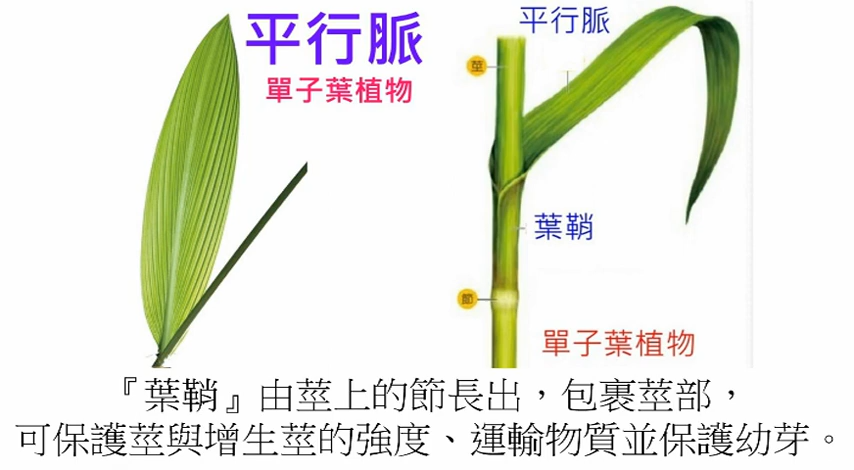 平行脈
單子葉植物
平行脈
莖
葉鞘
節
單子葉植物
『葉鞘』由莖上的節長出，包裹莖部，
可保護莖與增生莖的強度、運輸物質並保護幼芽。